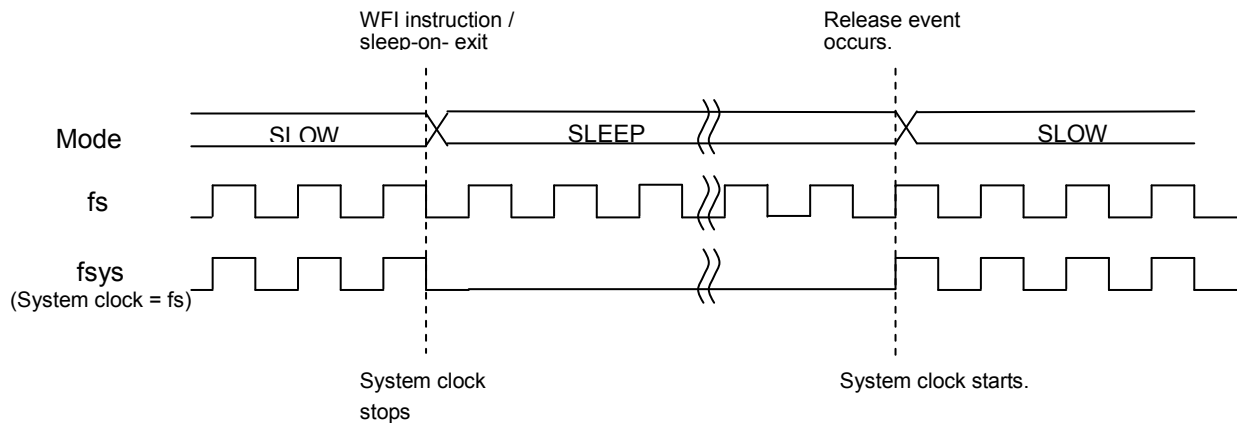 WFI instruction /
sleep-on- exit
Release event
occurs.
Mode
SLOW
SLEEP
SLOW
fs
fsys
(System clock = fs)
System clock
stops
System clock starts.